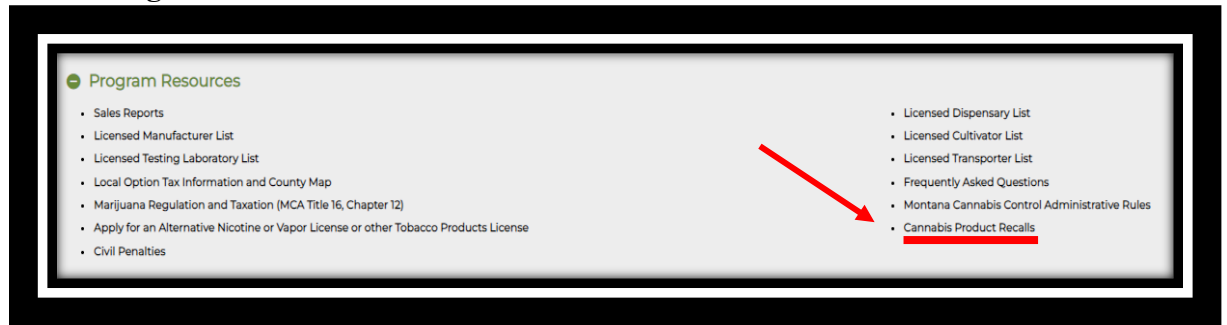 Program Resources
Sales Reports
Licensed Manufacturer List
Licensed Testing Laboratory List
Local Option Tax Information and County Map
Marijuana Regulation and Taxation (MCA Title 16, Chapter 12)
Apply for an Alternative Nicotine or Vapor License or other Tobacco Products License
Civil Penalties
Licensed Dispensary List
Licensed Cultivator List
Licensed Transporter List
Frequently Asked Questions
Montana Cannabis Control Administrative Rules
Cannabis Product Recalls